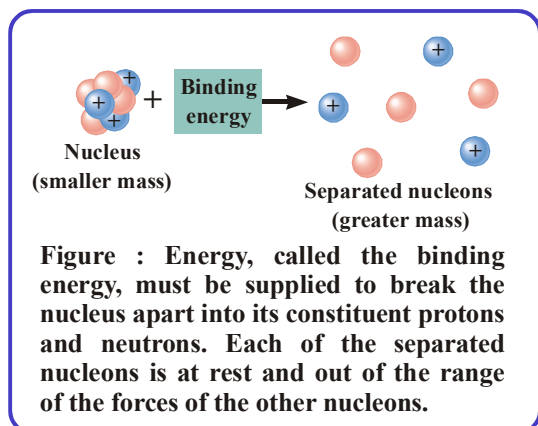 +
+
+
+
Binding
energy
+
+
+
Nucleus
(smaller mass)
Separated nucleons
(greater mass)
Figure : Energy, called the binding
energy, must be supplied to break the
nucleus apart into its constituent protons
and neutrons. Each of the separated
nucleons is at rest and out of the range
of the forces of the other nucleons.